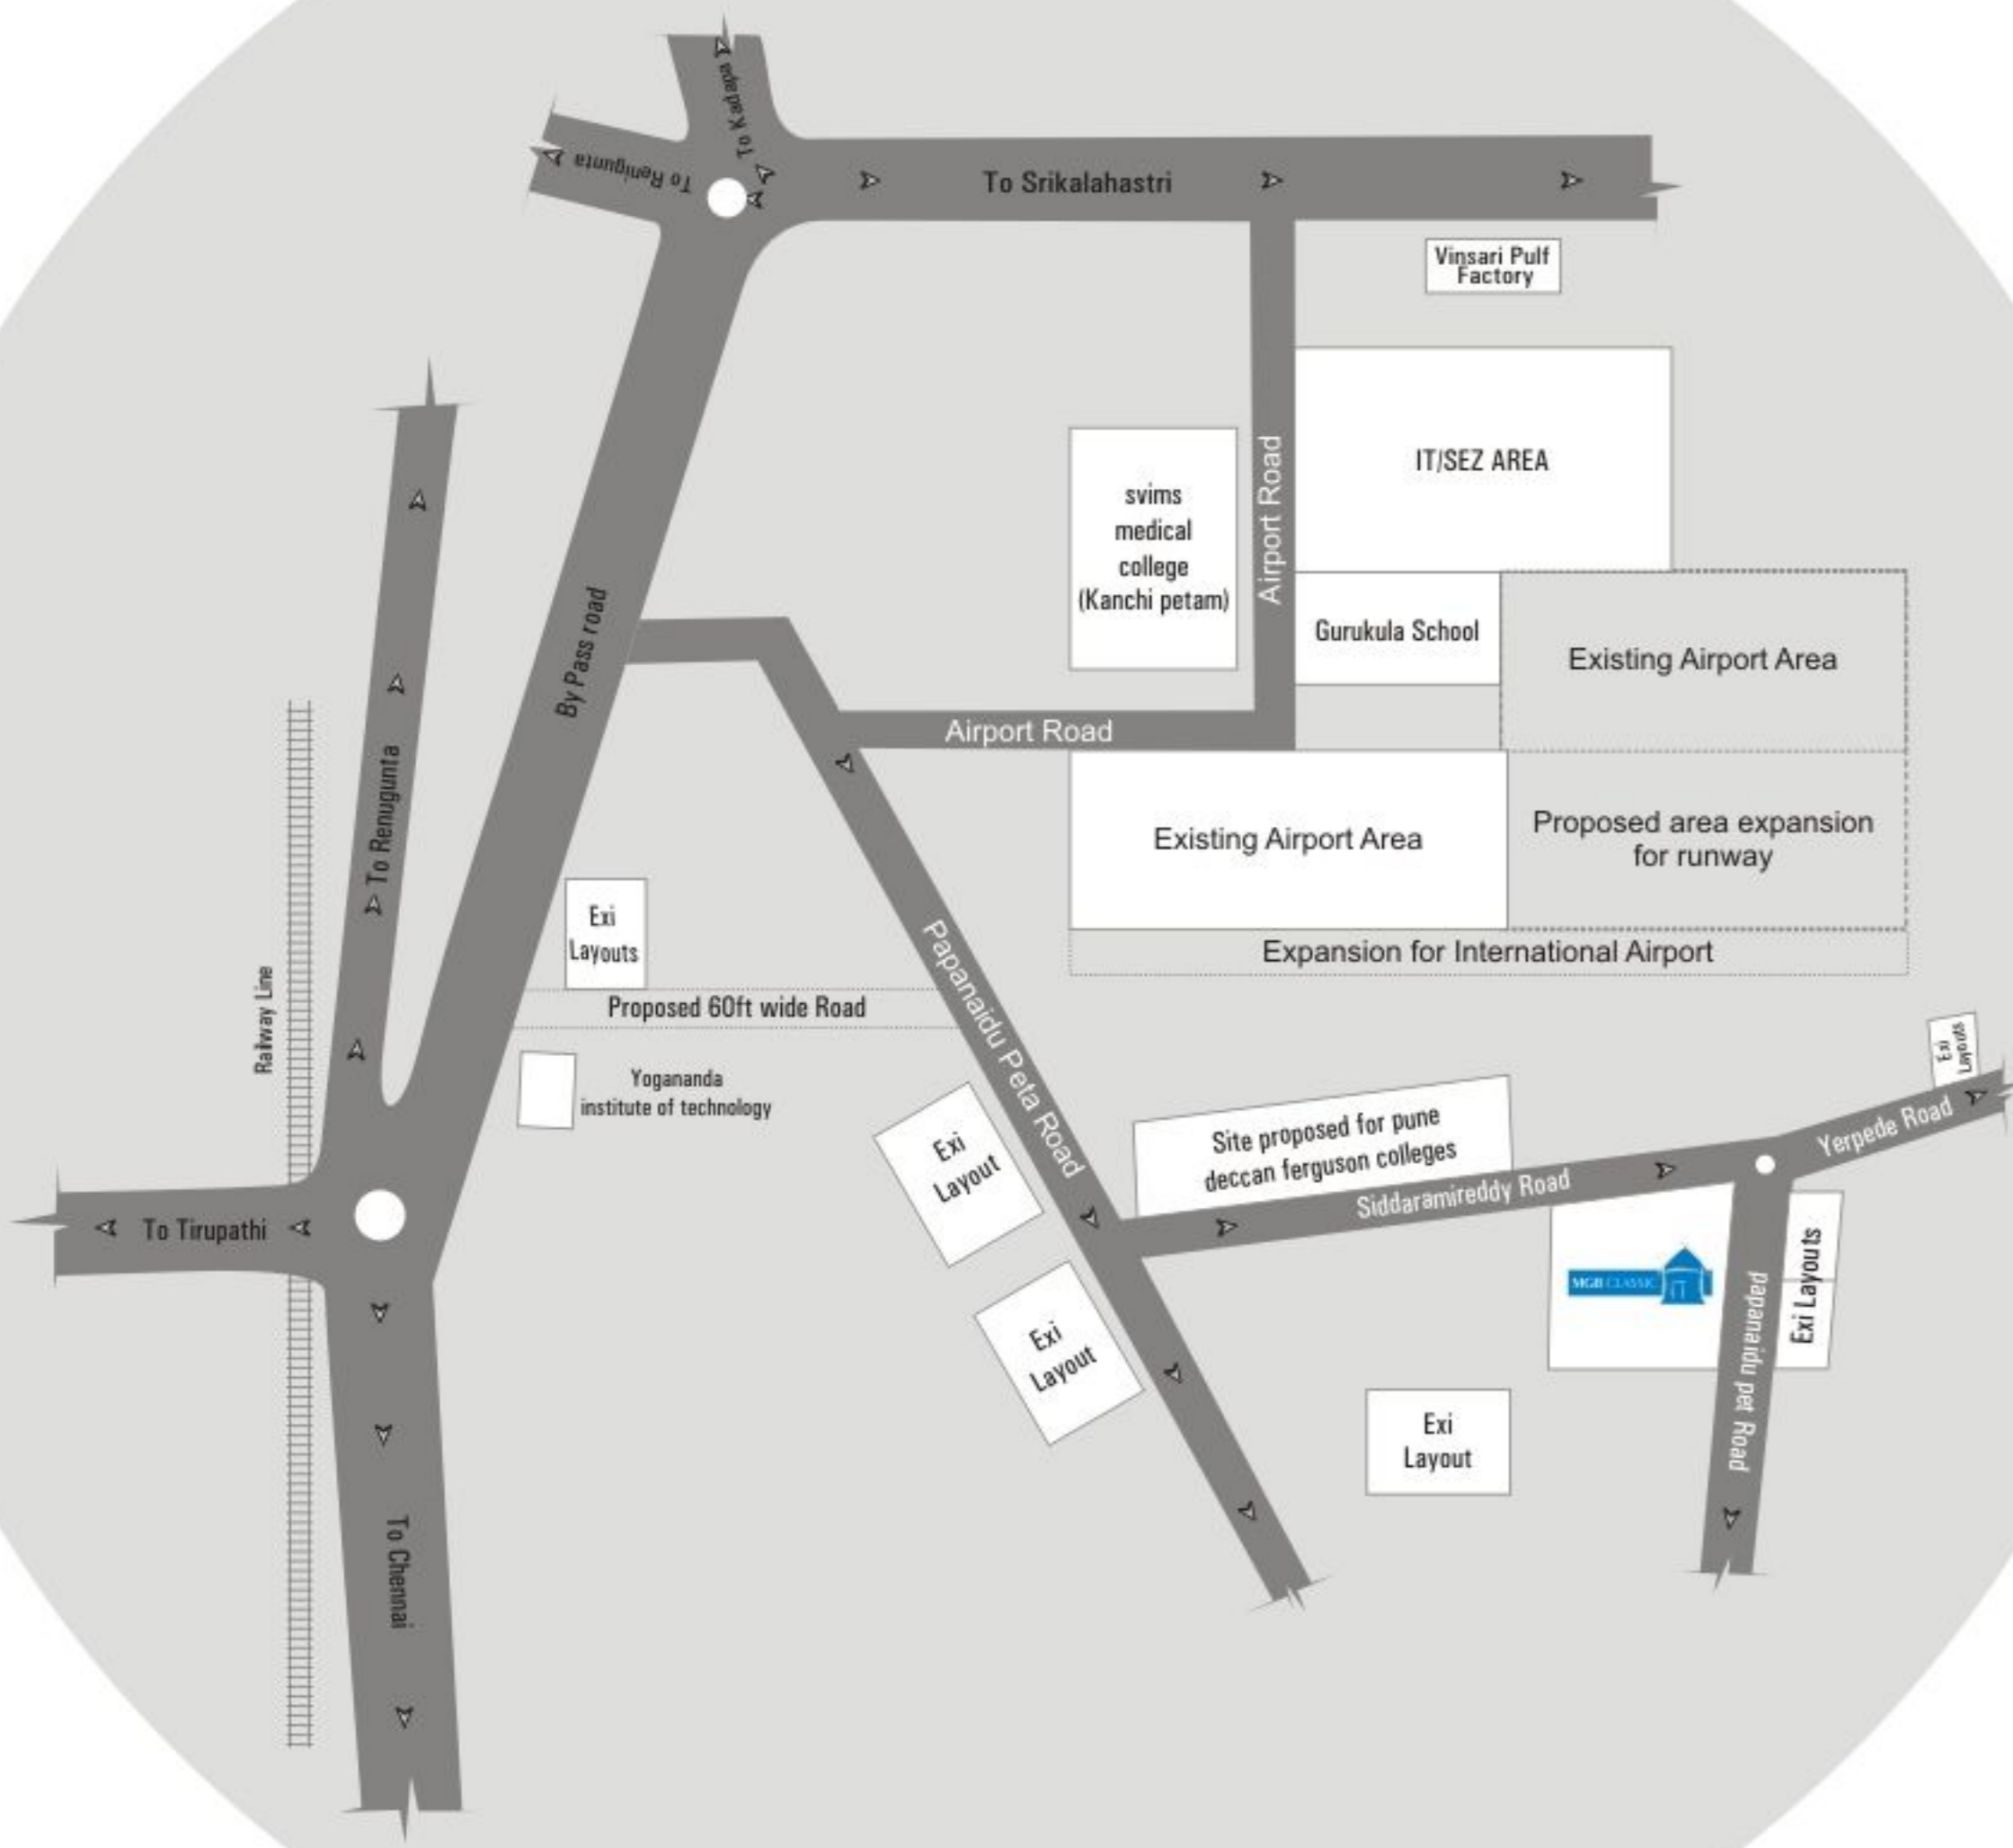 To Kadapa
To Renigunta
To Srikalahastri
Vinsari Pulf
Factory
IT/SEZ AREA
svims
medical
college
(Kanchi petam)
Airport Road
Gurukula School
Existing Airport Area
By Pass road
Airport Road
To Renugunta
Existing Airport Area
Proposed area expansion
for runway
Exi
Layouts
Expansion for International Airport
Railway Line
Proposed 60ft wide Road
Papanaidu Peta Road
Yogananda
institute of technology
Exi
Layouts
Exi
Layout
Site proposed for pune
deccan ferguson colleges
Yerpede Road
Siddaramireddy Road
To Tirupathi
MGB CLASSIC
Exi Layouts
papanaidu pet Road
Exi
Layout
Exi
Layout
To Chennai